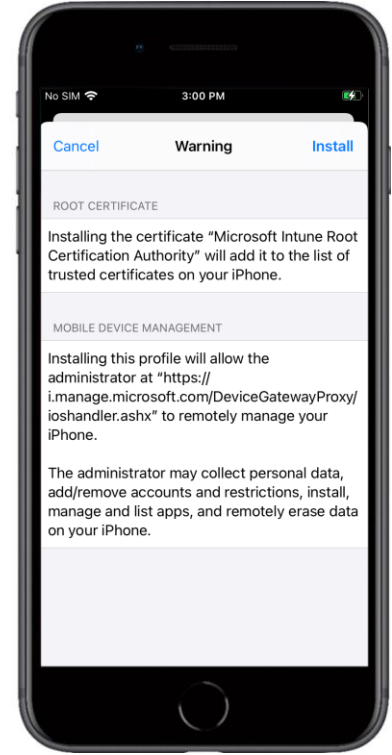 No SIM 3:00 PM
Cancel Warning Install
ROOT CERTIFICATE
Installing the certificate “Microsoft Intune Root
Certification Authority” will add it to the list of
trusted certificates on your iPhone.
MOBILE DEVICE MANAGEMENT
Installing this profile will allow the
administrator at “https://
i.manage.microsoft.com/DeviceGatewayProxy/
ioshandler.ashx” to remotely manage your
iPhone.
The administrator may collect personal data,
add/remove accounts and restrictions, install,
manage and list apps, and remotely erase data
on your iPhone.